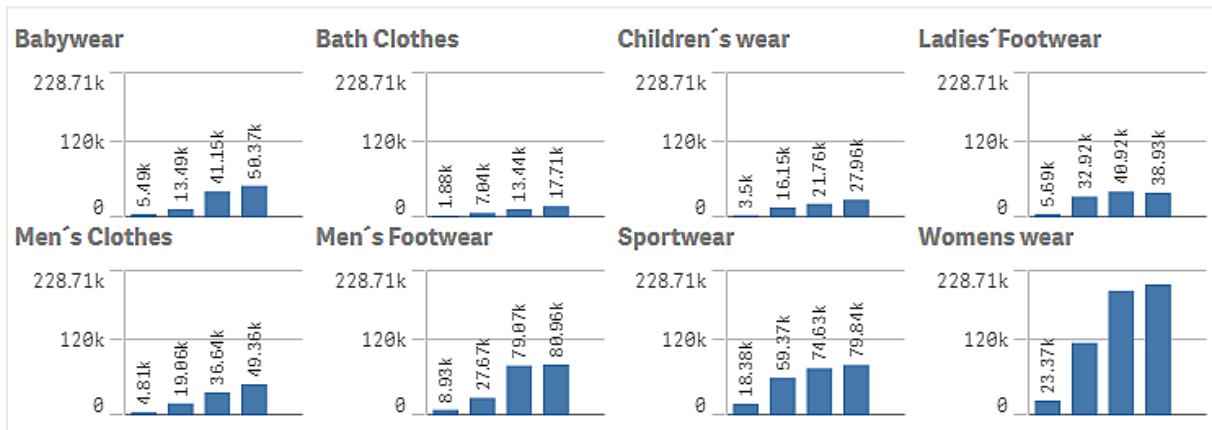 Babywear
228.71k
120k
0
5.49k
13.49k
41.15k
50.37k
Bath Clothes
228.71k
120k
0
1.88k
7.04k
13.44k
17.71k
Children´s wear
228.71k
120k
0
3.5k
16.15k
21.76k
27.96k
Ladies´Footwear
228.71k
120k
0
5.69k
32.92k
40.92k
38.93k
Men´s Clothes
228.71k
120k
0
4.81k
19.06k
36.64k
49.36k
Men´s Footwear
228.71k
120k
0
8.93k
27.67k
79.07k
80.96k
Sportwear
228.71k
120k
0
18.38k
59.37k
74.63k
79.84k
Womens wear
228.71k
120k
0
23.37k